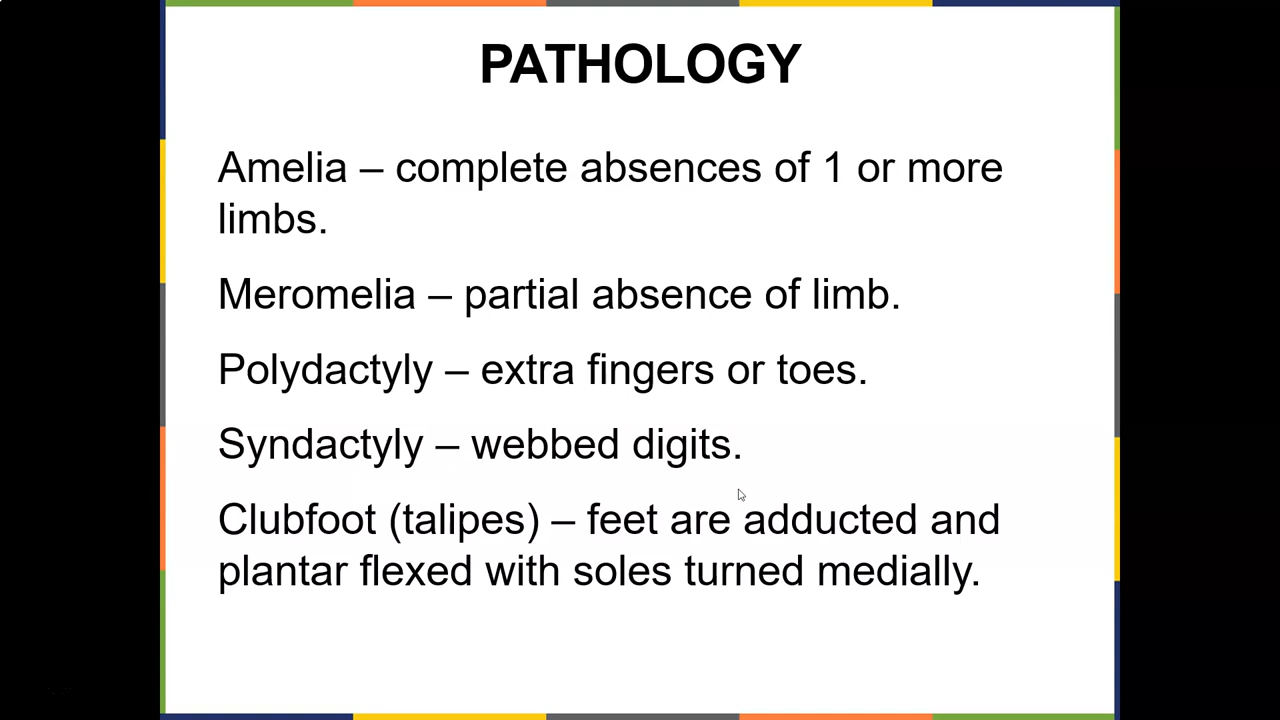 PATHOLOGY
Amelia – complete absences of 1 or more
limbs.
Meromelia – partial absence of limb.
Polydactyly – extra fingers or toes.
Syndactyly – webbed digits.
Clubfoot (talipes) – feet are adducted and
plantar flexed with soles turned medially.